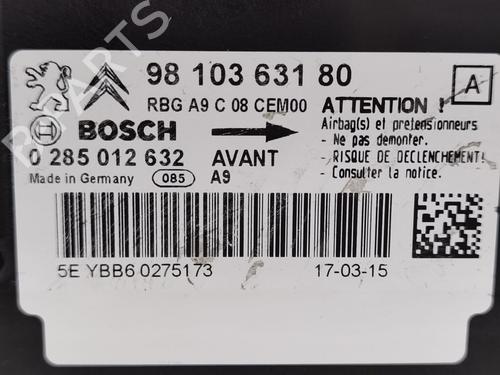 98 103 631 80
RBG A9 C 08 CEM00
A
BOSCH
0 285 012 632
AVANT
A9
Made in Germany
085
ATTENTION !
Airbag(s) et pretensionneurs
- Ne pas demonter.
- RISQUE DE DECLENCHEMENT!
- Consulter la notice.
5E YBB6 0275173
17-03-15